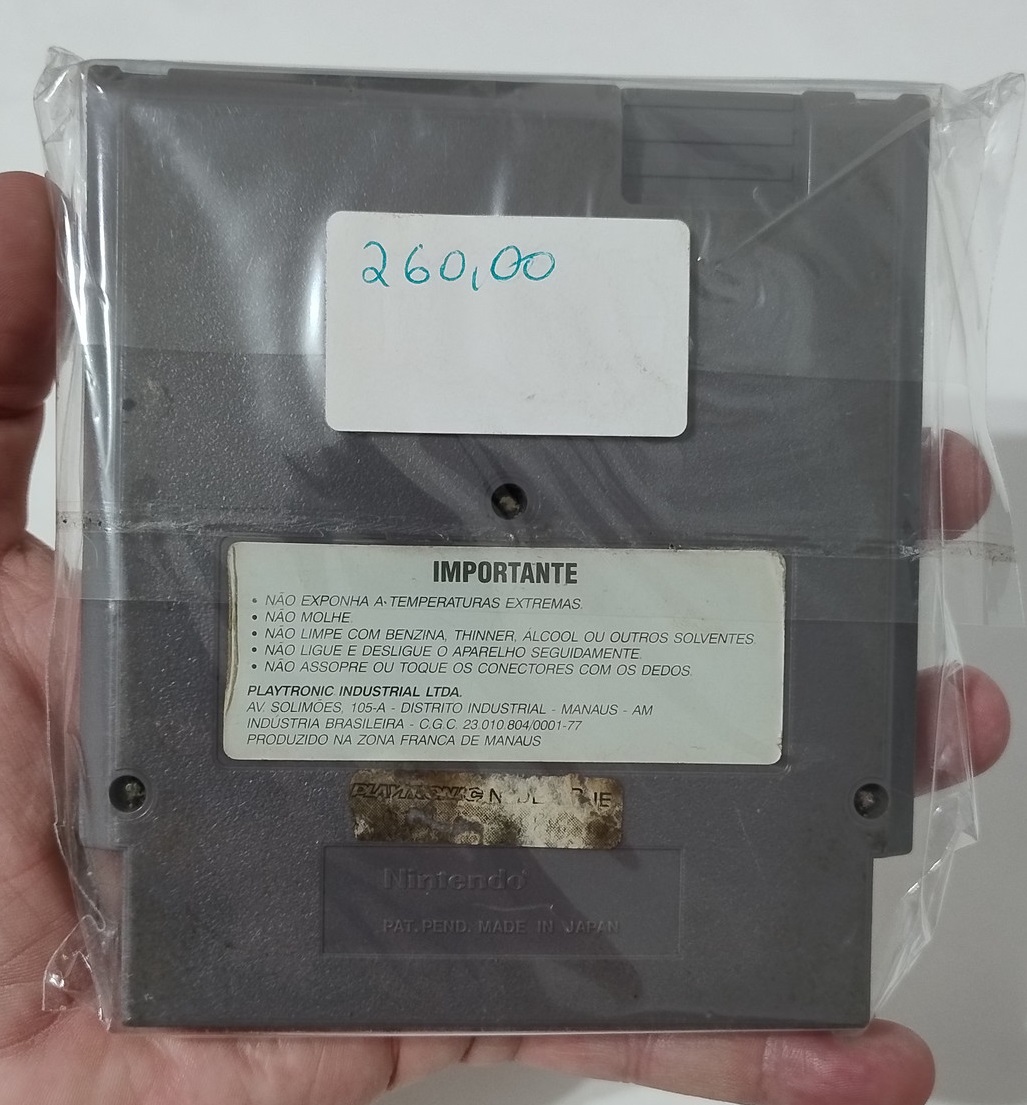 260,00
IMPORTANTE
• NÃO EXPONHA A TEMPERATURAS EXTREMAS.
• NÃO MOLHE.
• NÃO LIMPE COM BENZINA, THINNER, ÁLCOOL OU OUTROS SOLVENTES
• NÃO LIGUE E DESLIGUE O APARELHO SEGUIDAMENTE.
• NÃO ASSOPRE OU TOQUE OS CONECTORES COM OS DEDOS.
PLAYTRONIC INDUSTRIAL LTDA.
AV. SOLIMÕES, 105-A - DISTRITO INDUSTRIAL - MANAUS - AM
INDÚSTRIA BRASILEIRA - C.G.C. 23.010.804/0001-77
PRODUZIDO NA ZONA FRANCA DE MANAUS
PLAYTRONIC
Nintendo
PAT. PEND. MADE IN JAPAN